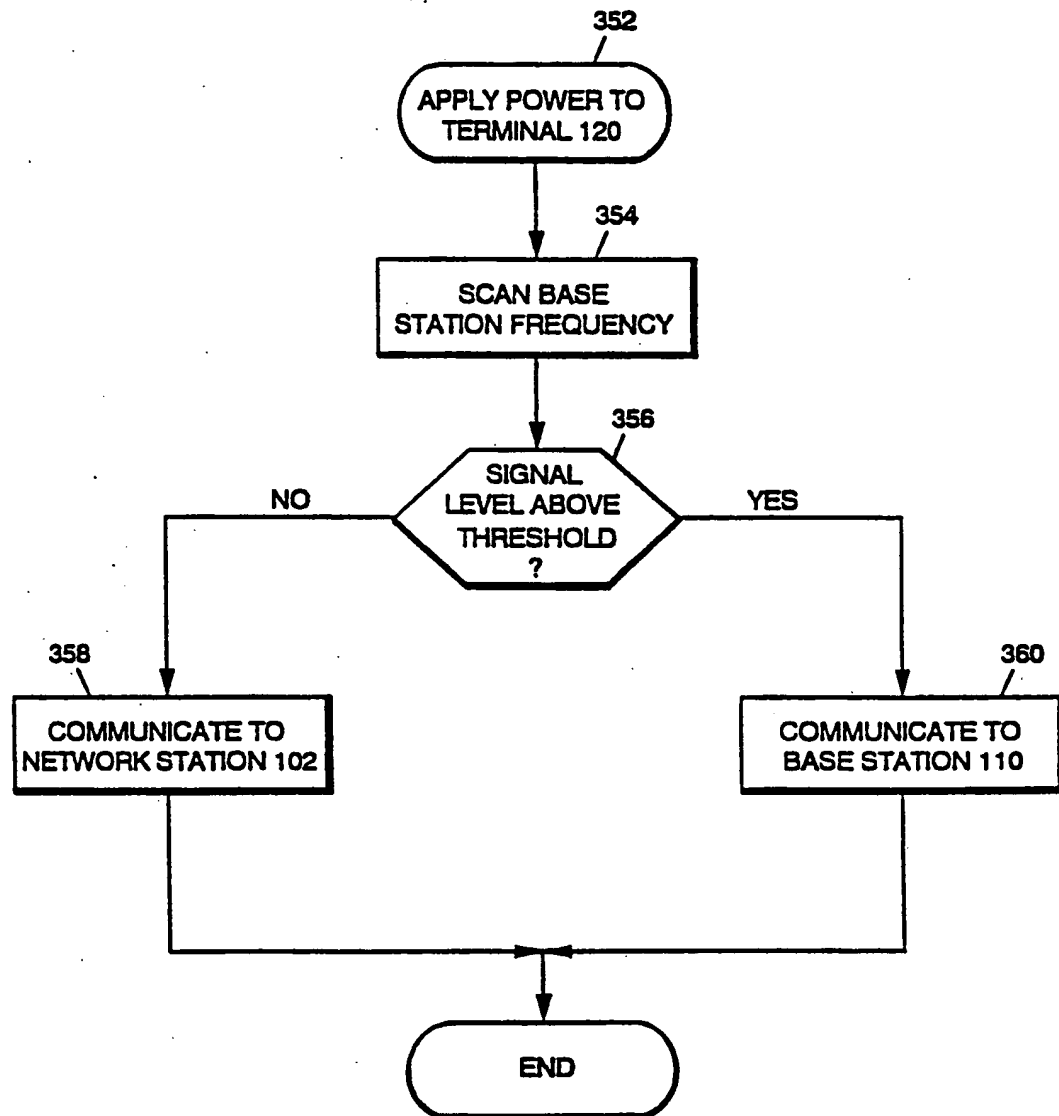 352
APPLY POWER TO
TERMINAL 120
354
SCAN BASE
STATION FREQUENCY
356
SIGNAL
LEVEL ABOVE
THRESHOLD
?
NO
YES
358
COMMUNICATE TO
NETWORK STATION 102
360
COMMUNICATE TO
BASE STATION 110
END